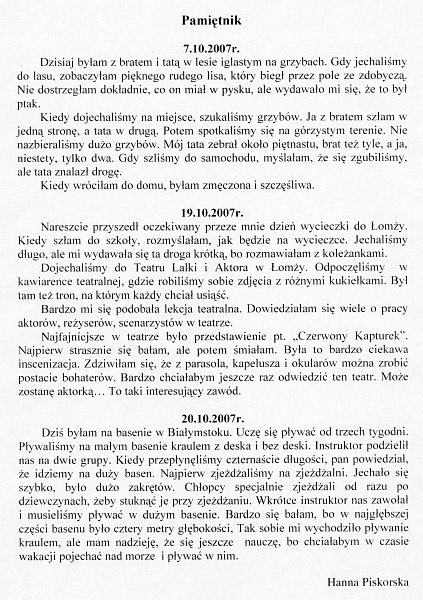 Pamiętnik
7.10.2007r.
Dzisiaj byłam z bratem i tatą w lesie iglastym na grzybach. Gdy jechaliśmy
do lasu, zobaczyłam pięknego rudego lisa, który biegł przez pole ze zdobyczą.
Nie dostrzegłam dokładnie, co on miał w pysku, ale wydawało mi się, że to był
ptak.
Kiedy dojechaliśmy na miejsce, szukaliśmy grzybów. Ja z bratem szłam w
jedną stronę, a tata w drugą. Potem spotkaliśmy się na górzystym terenie. Nie
nazbieraliśmy dużo grzybów. Mój tata zebrał około piętnastu, brat też tyle, a ja,
niestety, tylko dwa. Gdy szliśmy do samochodu, myślałam, że się zgubiliśmy,
ale tata znalazł drogę.
Kiedy wróciłam do domu, byłam zmęczona i szczęśliwa.
19.10.2007r.
Nareszcie przyszedł oczekiwany przeze mnie dzień wycieczki do Łomży.
Kiedy szłam do szkoły, rozmyślałam, jak będzie na wycieczce. Jechaliśmy
długo, ale mi wydawała się ta droga krótką, bo rozmawiałam z koleżankami.
Dojechaliśmy do Teatru Lalki i Aktora w Łomży. Odpoczęliśmy w
kawiarence teatralnej, gdzie robiliśmy sobie zdjęcia z różnymi kukiełkami. Był
tam też tron, na którym każdy chciał usiąść.
Bardzo mi się podobała lekcja teatralna. Dowiedziałam się wiele o pracy
aktorów, reżyserów, scenarzystów w teatrze.
Najfajniejsze w teatrze było przedstawienie pt. „Czerwony Kapturek”.
Najpierw strasznie się bałam, ale potem śmiałam. Była to bardzo ciekawa
inscenizacja. Zdziwiłam się, że z parasola, kapelusza i okularów można zrobić
postacie bohaterów. Bardzo chciałabym jeszcze raz odwiedzić ten teatr. Może
zostanę aktorką… To taki interesujący zawód.
20.10.2007r.
Dziś byłam na basenie w Białymstoku. Uczę się pływać od trzech tygodni.
Pływaliśmy na małym basenie kraulem z deska i bez deski. Instruktor podzielił
nas na dwie grupy. Kiedy przepłynęliśmy czternaście długości, pan powiedział,
że idziemy na duży basen. Najpierw zjeżdżaliśmy na zjeżdżalni. Jechało się
szybko, było dużo zakrętów. Chłopcy specjalnie zjeżdżali od razu po
dziewczynach, żeby stuknąć je przy zjeżdżaniu. Wkrótce instruktor nas zawołał
i musieliśmy pływać w dużym basenie. Bardzo się bałam, bo w najgłębszej
części basenu było cztery metry głębokości, Tak sobie mi wychodziło pływanie
kraulem, ale mam nadzieję, że się jeszcze nauczę, bo chciałabym w czasie
wakacji pojechać nad morze i pływać w nim.
Hanna Piskorska